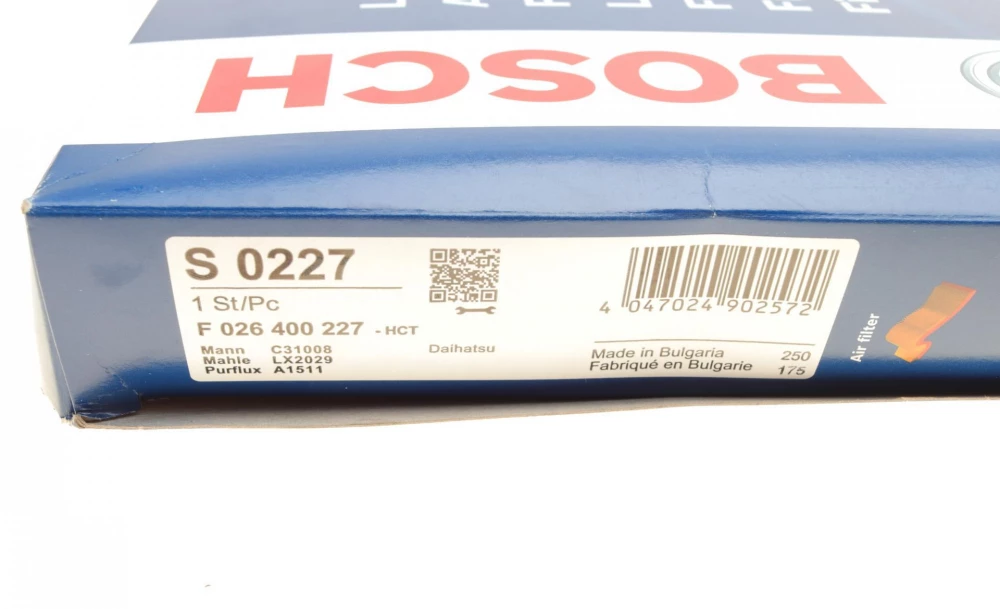 BOSCH
S 0227
1 St/Pc
F 026 400 227 - HCT
Mann C31008
Mahle LX2029
Purflux A1511
Daihatsu
4 047024 902572
Made in Bulgaria 250
Fabriqué en Bulgarie 175
Air filter